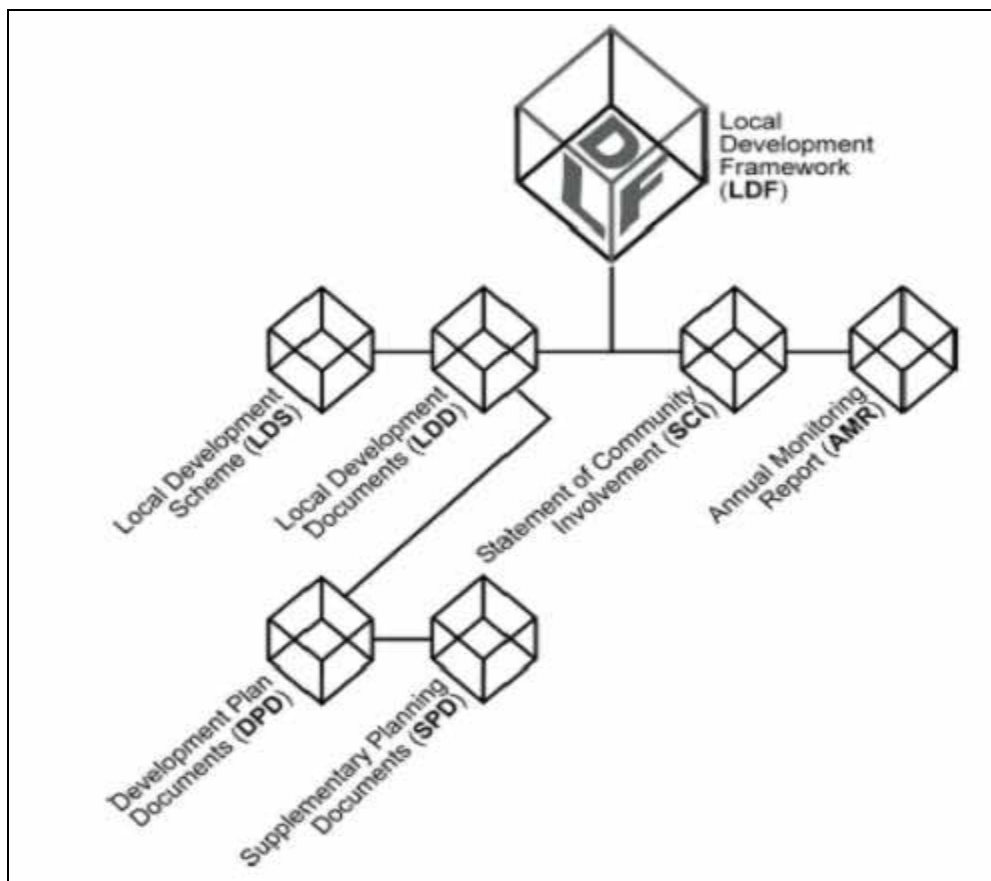 Local
Development
Framework
(LDF)
D
LF
Local Development
Scheme (LDS)
Local Development
Documents (LDD)
Statement of Community
Involvement (SCI)
Annual Monitoring
Report (AMR)
Development Plan
Documents (DPD)
Supplementary Planning
Documents (SPD)